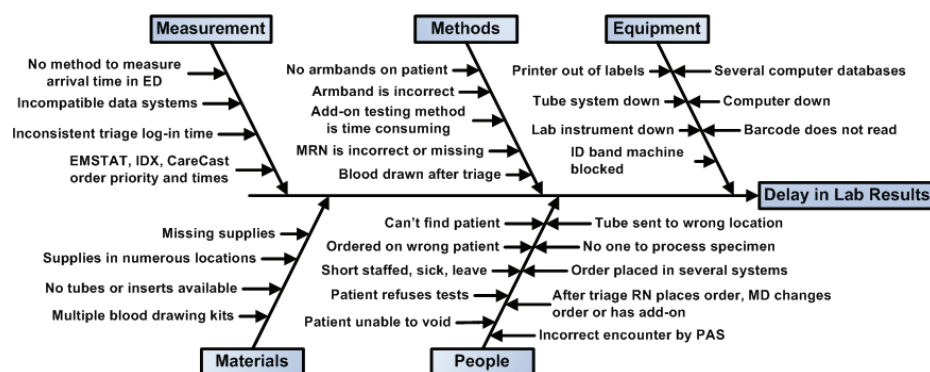 Measurement
Methods
Equipment
No method to measure
arrival time in ED
Incompatible data systems
Inconsistent triage log-in time
EMSTAT, IDX, CareCast
order priority and times
No armbands on patient
Armband is incorrect
Add-on testing method
is time consuming
MRN is incorrect or missing
Blood drawn after triage
Printer out of labels
Several computer databases
Tube system down
Computer down
Lab instrument down
Barcode does not read
ID band machine
blocked
Delay in Lab Results
Missing supplies
Supplies in numerous locations
No tubes or inserts available
Multiple blood drawing kits
Can't find patient
Tube sent to wrong location
Ordered on wrong patient
No one to process specimen
Short staffed, sick, leave
Order placed in several systems
Patient refuses tests
After triage RN places order, MD changes
order or has add-on
Patient unable to void
Incorrect encounter by PAS
Materials
People